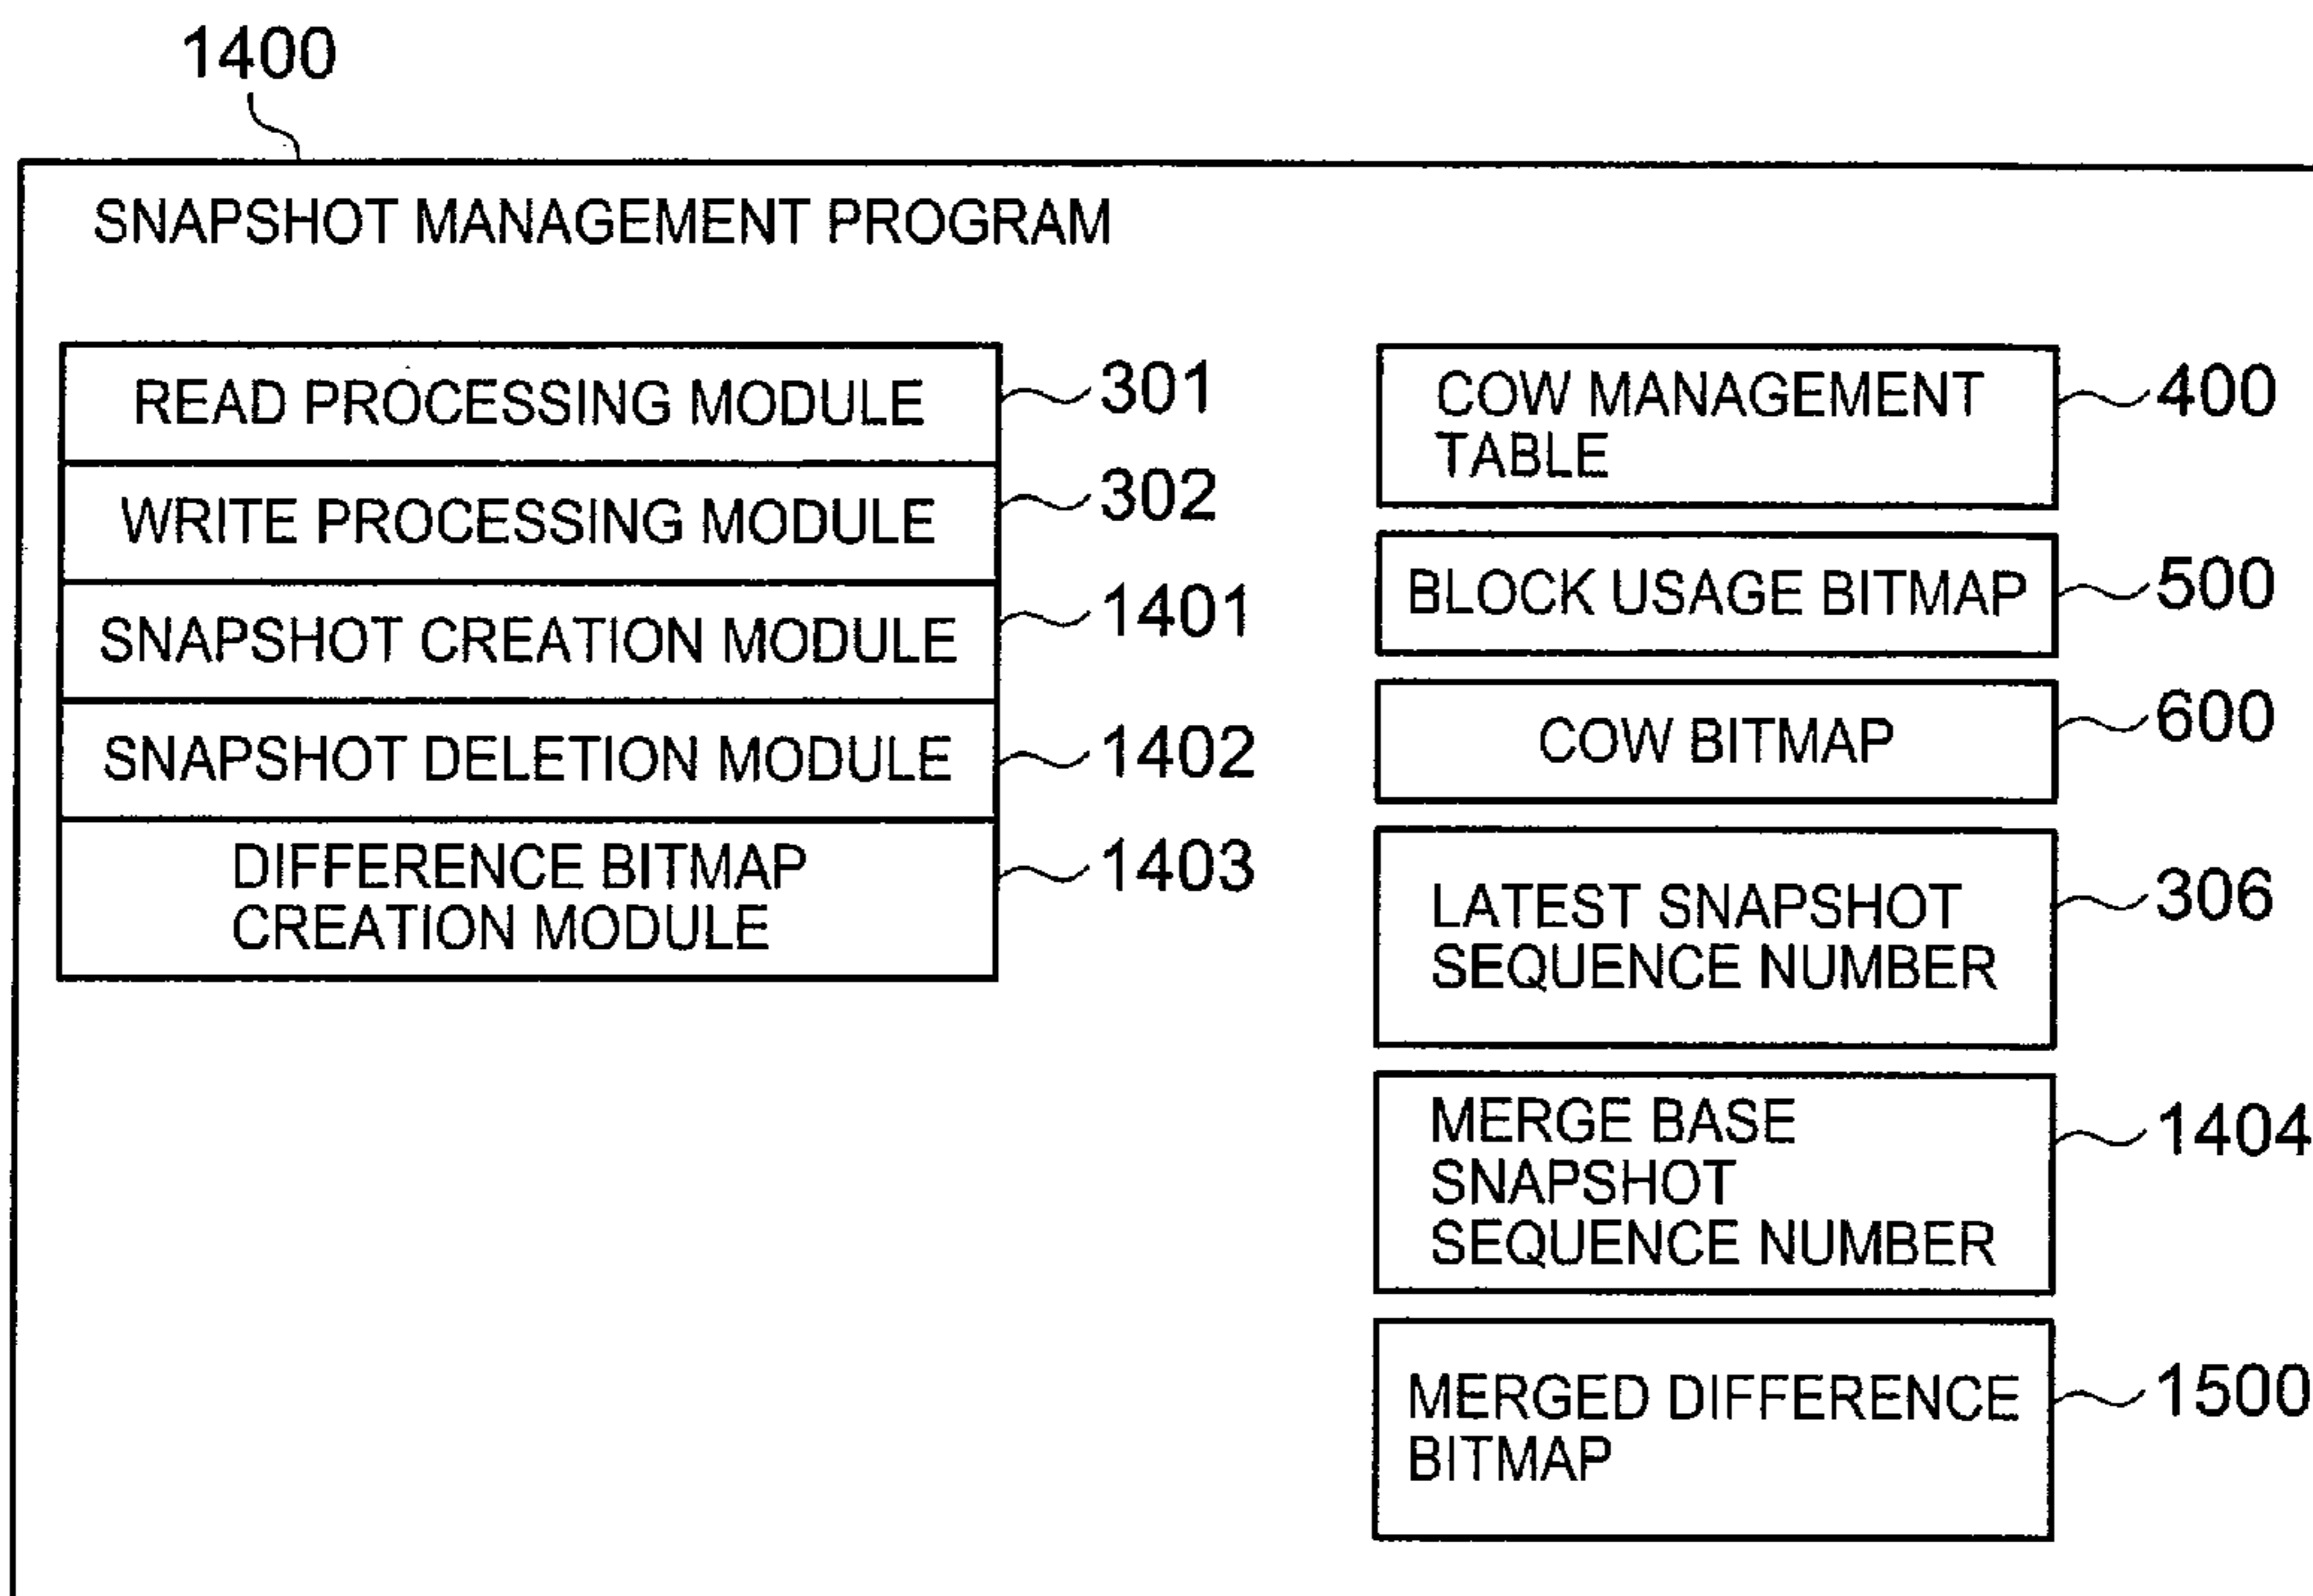 1400
SNAPSHOT MANAGEMENT PROGRAM
READ PROCESSING MODULE
301
WRITE PROCESSING MODULE
302
SNAPSHOT CREATION MODULE
1401
SNAPSHOT DELETION MODULE
1402
DIFFERENCE BITMAP
CREATION MODULE
1403
COW MANAGEMENT
TABLE
400
BLOCK USAGE BITMAP
500
COW BITMAP
600
LATEST SNAPSHOT
SEQUENCE NUMBER
306
MERGE BASE
SNAPSHOT
SEQUENCE NUMBER
1404
MERGED DIFFERENCE
BITMAP
1500